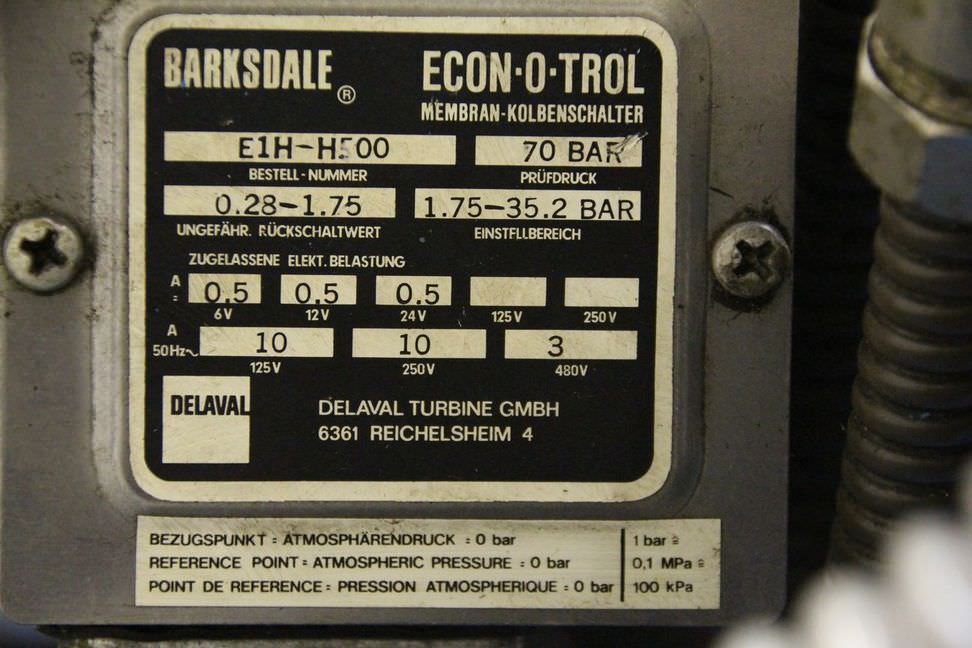 BARKSDALE ® ECON·O·TROL
MEMBRAN-KOLBENSCHALTER
E1H-H500 70 BAR
BESTELL-NUMMER PRÜFDRUCK
0.28-1.75 1.75-35.2 BAR
UNGEFÄHR. RÜCKSCHALTWERT EINSTELLBEREICH
ZUGELASSENE ELEKT. BELASTUNG
A = 0.5 0.5 0.5
6V 12V 24V 125V 250V
A 50Hz~ 10 10 3
125V 250V 480V
DELAVAL
DELAVAL TURBINE GMBH
6361 REICHELSHEIM 4
BEZUGSPUNKT = ATMOSPHÄRENDRUCK = 0 bar 1 bar ≙
REFERENCE POINT = ATMOSPHERIC PRESSURE = 0 bar 0,1 MPa ≙
POINT DE REFERENCE = PRESSION ATMOSPHERIQUE = 0 bar 100 kPa